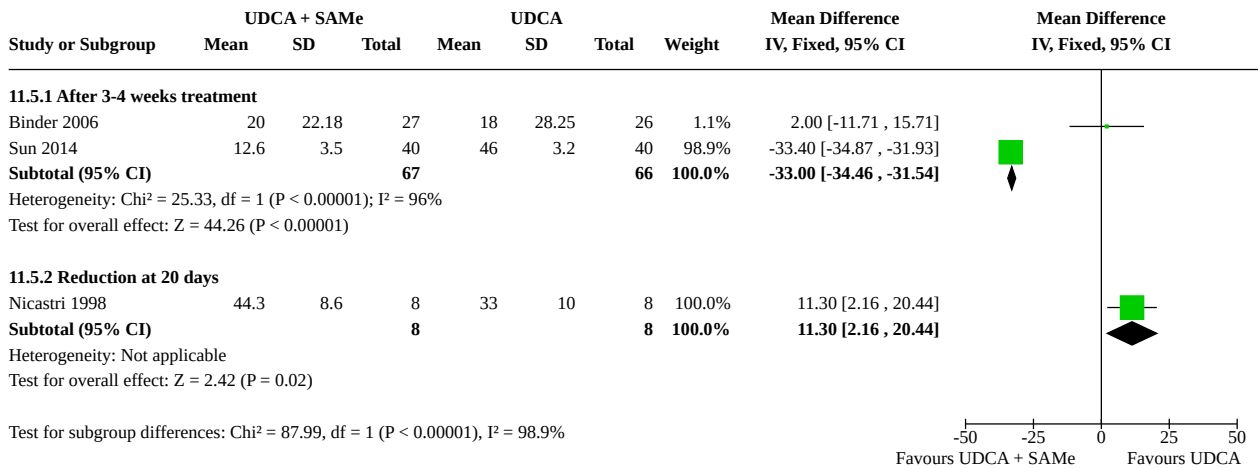 UDCA + SAMe UDCA Mean Difference Mean Difference
Study or Subgroup Mean SD Total Mean SD Total Weight IV, Fixed, 95% CI IV, Fixed, 95% CI
11.5.1 After 3-4 weeks treatment
Binder 2006 20 22.18 27 18 28.25 26 1.1% 2.00 [-11.71 , 15.71]
Sun 2014 12.6 3.5 40 46 3.2 40 98.9% -33.40 [-34.87 , -31.93]
Subtotal (95% CI) 67 66 100.0% -33.00 [-34.46 , -31.54]
Heterogeneity: Chi² = 25.33, df = 1 (P < 0.00001); I² = 96%
Test for overall effect: Z = 44.26 (P < 0.00001)
11.5.2 Reduction at 20 days
Nicastri 1998 44.3 8.6 8 33 10 8 100.0% 11.30 [2.16 , 20.44]
Subtotal (95% CI) 8 8 100.0% 11.30 [2.16 , 20.44]
Heterogeneity: Not applicable
Test for overall effect: Z = 2.42 (P = 0.02)
Test for subgroup differences: Chi² = 87.99, df = 1 (P < 0.00001), I² = 98.9%
-50 -25 0 25 50
Favours UDCA + SAMe Favours UDCA